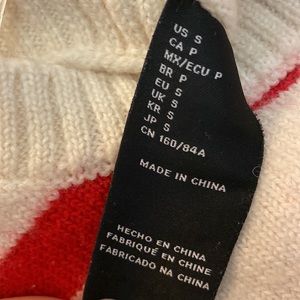 US S
CA P
MX/ECU P
BR P
EU S
UK S
KR S
JP S
CN 160/84A
MADE IN CHINA
HECHO EN CHINA
FABRIQUÉ EN CHINE
FABRICADO NA CHINA